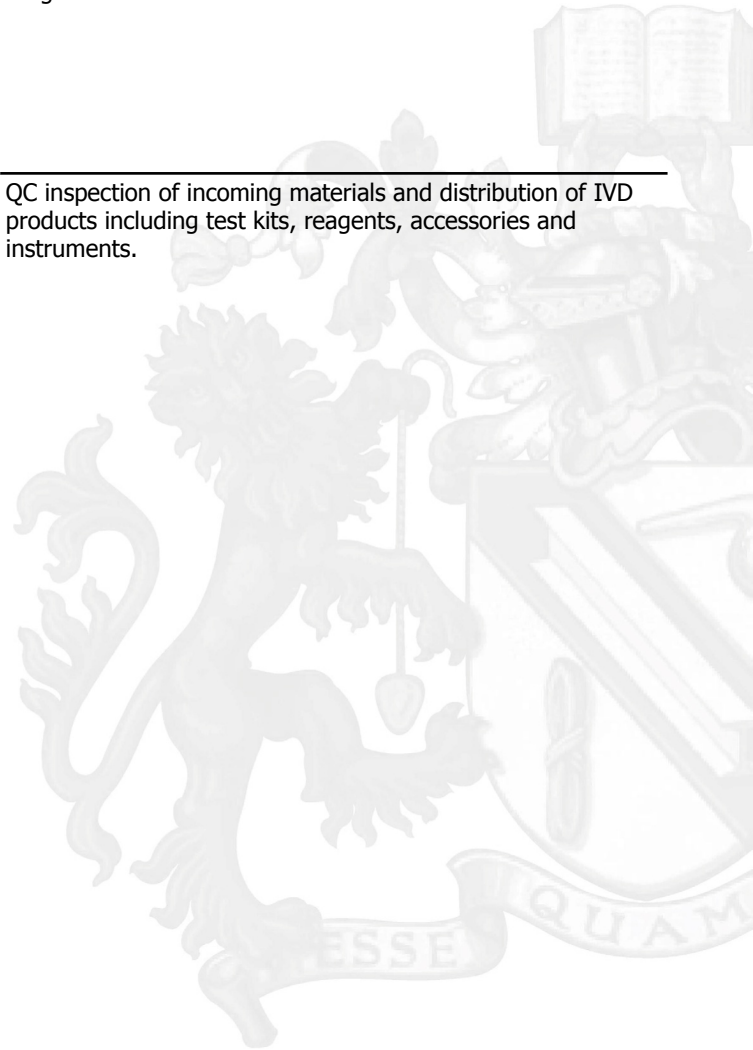 QC inspection of incoming materials and distribution of IVD
products including test kits, reagents, accessories and
instruments.
ESSE
QUAM